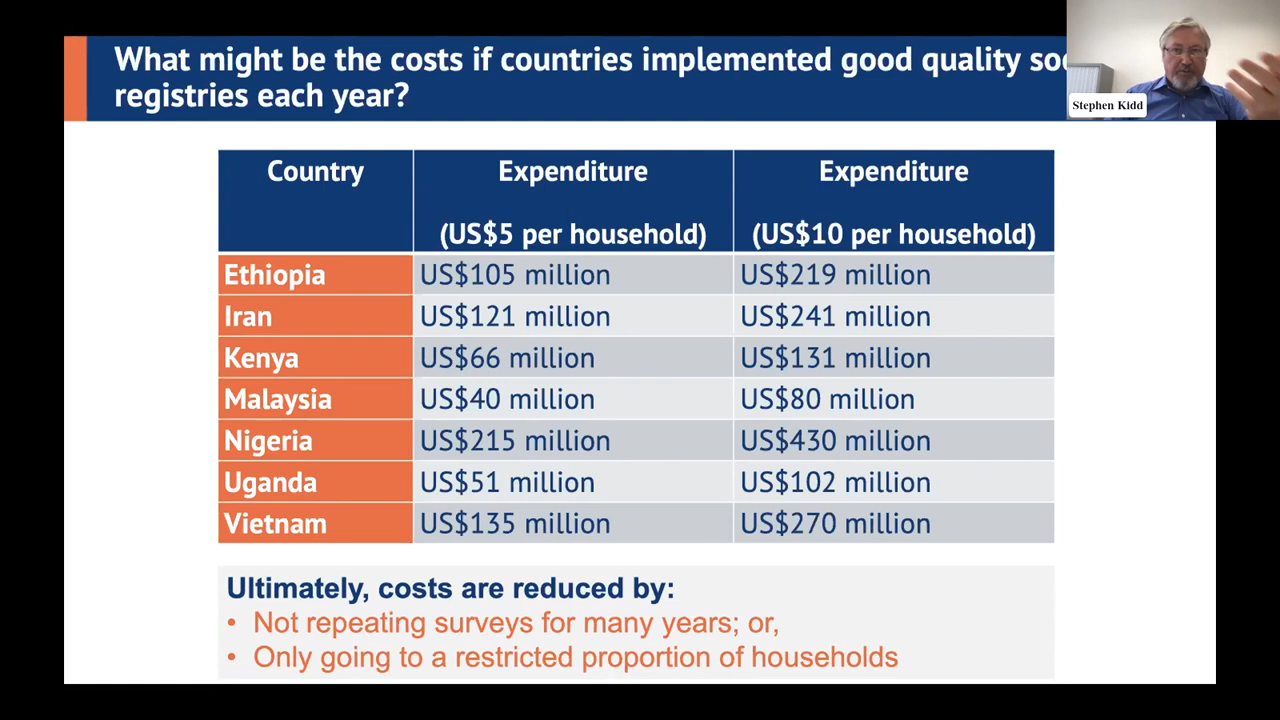 What might be the costs if countries implemented good quality
registries each year?
Stephen Kidd
Country Expenditure Expenditure
(US$5 per household) (US$10 per household)
Ethiopia US$105 million US$219 million
Iran US$121 million US$241 million
Kenya US$66 million US$131 million
Malaysia US$40 million US$80 million
Nigeria US$215 million US$430 million
Uganda US$51 million US$102 million
Vietnam US$135 million US$270 million
Ultimately, costs are reduced by:
• Not repeating surveys for many years; or,
• Only going to a restricted proportion of households